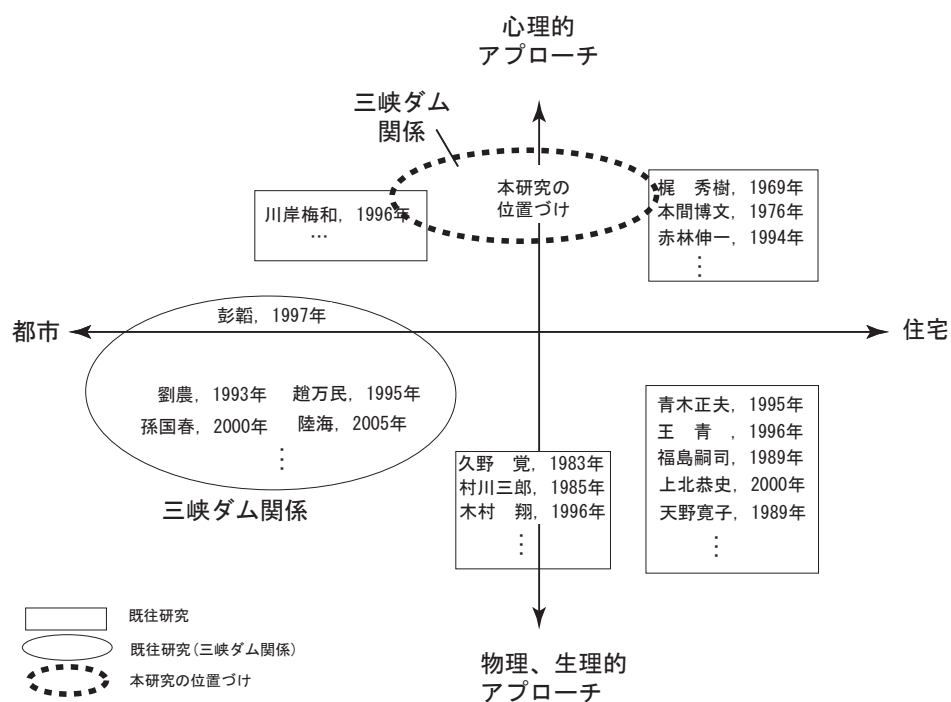 心理的
アプローチ
三峡ダム
関係
本研究の
位置づけ
川岸梅和, 1996年
…
梶　秀樹, 1969年
本間博文, 1976年
赤林伸一, 1994年
⋮
都市
住宅
彭韜, 1997年
劉農, 1993年　趙万民, 1995年
孫国春, 2000年　陸海, 2005年
⋮
三峡ダム関係
久野　覚, 1983年
村川三郎, 1985年
木村　翔, 1996年
⋮
青木正夫, 1995年
王　青　, 1996年
福島嗣司, 1989年
上北恭史, 2000年
天野寛子, 1989年
⋮
物理、生理的
アプローチ
既往研究
既往研究(三峡ダム関係)
本研究の位置づけ